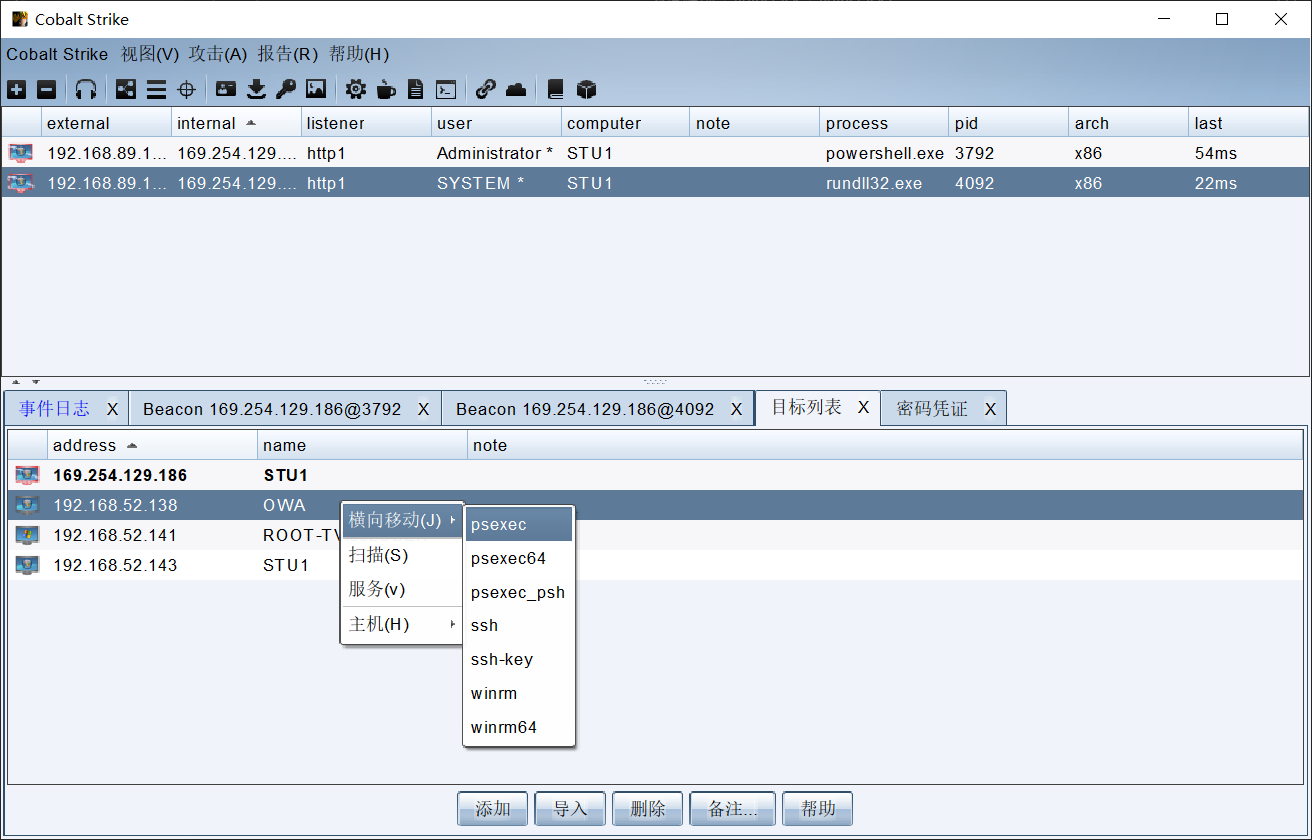 Cobalt Strike
Cobalt Strike 视图(V) 攻击(A) 报告(R) 帮助(H)
external internal listener user computer note process pid arch last
192.168.89.1... 169.254.129.... http1 Administrator * STU1 powershell.exe 3792 x86 54ms
192.168.89.1... 169.254.129.... http1 SYSTEM * STU1 rundll32.exe 4092 x86 22ms
事件日志 X Beacon 169.254.129.186@3792 X Beacon 169.254.129.186@4092 X 目标列表 X 密码凭证 X
address name note
169.254.129.186 STU1
192.168.52.138 OWA
192.168.52.141 ROOT-TV
192.168.52.143 STU1
横向移动(J)
扫描(S)
服务(v)
主机(H)
psexec
psexec64
psexec_psh
ssh
ssh-key
winrm
winrm64
添加 导入 删除 备注... 帮助